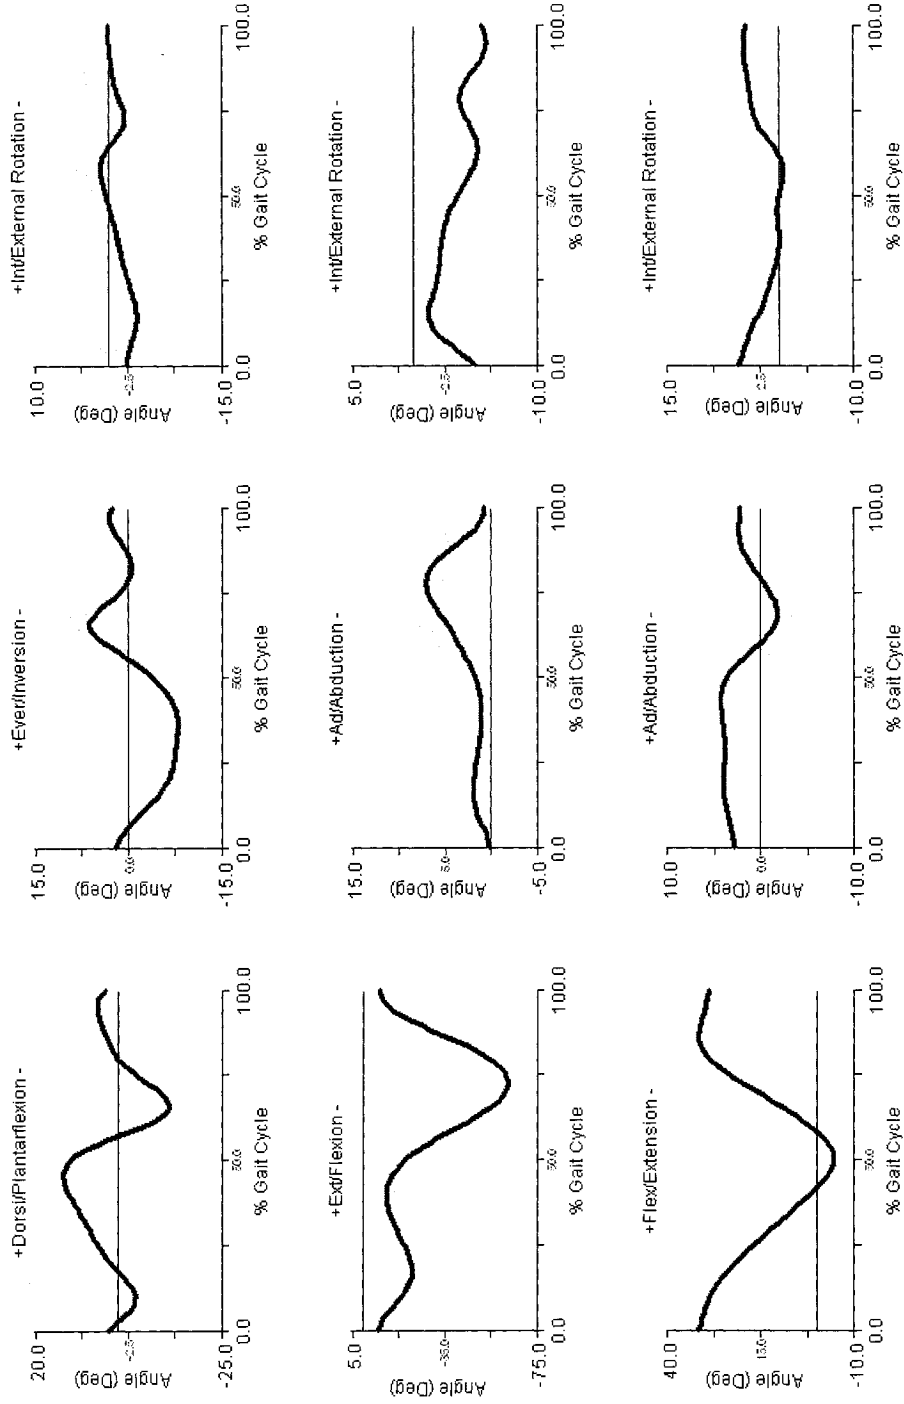 +Dorsi/Plantarflexion -
20.0
-2.5
Angle (Deg)
-25.0
0.0 50.0 100.0
% Gait Cycle
+Ever/Inversion -
15.0
0.0
Angle (Deg)
-15.0
0.0 50.0 100.0
% Gait Cycle
+Int/External Rotation -
10.0
-2.5
Angle (Deg)
-15.0
0.0 50.0 100.0
% Gait Cycle
+Ext/Flexion -
5.0
-35.0
Angle (Deg)
-75.0
0.0 50.0 100.0
% Gait Cycle
+Ad/Abduction -
15.0
5.0
Angle (Deg)
-5.0
0.0 50.0 100.0
% Gait Cycle
+Int/External Rotation -
5.0
-2.5
Angle (Deg)
-10.0
0.0 50.0 100.0
% Gait Cycle
+Flex/Extension -
40.0
15.0
Angle (Deg)
-10.0
0.0 50.0 100.0
% Gait Cycle
+Ad/Abduction -
10.0
0.0
Angle (Deg)
-10.0
0.0 50.0 100.0
% Gait Cycle
+Int/External Rotation -
15.0
2.5
Angle (Deg)
-10.0
0.0 50.0 100.0
% Gait Cycle